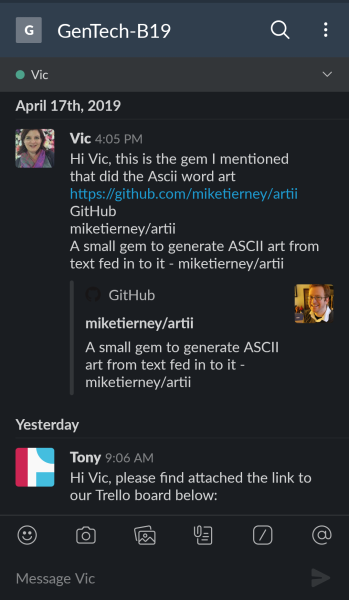 G GenTech-B19
Vic
April 17th, 2019
Vic 4:05 PM
Hi Vic, this is the gem I mentioned
that did the Ascii word art
https://github.com/miketierney/artii
GitHub
miketierney/artii
A small gem to generate ASCII art from
text fed in to it - miketierney/artii
GitHub
miketierney/artii
A small gem to generate ASCII
art from text fed in to it -
miketierney/artii
Yesterday
Tony 9:06 AM
Hi Vic, please find attached the link to
our Trello board below:
Message Vic